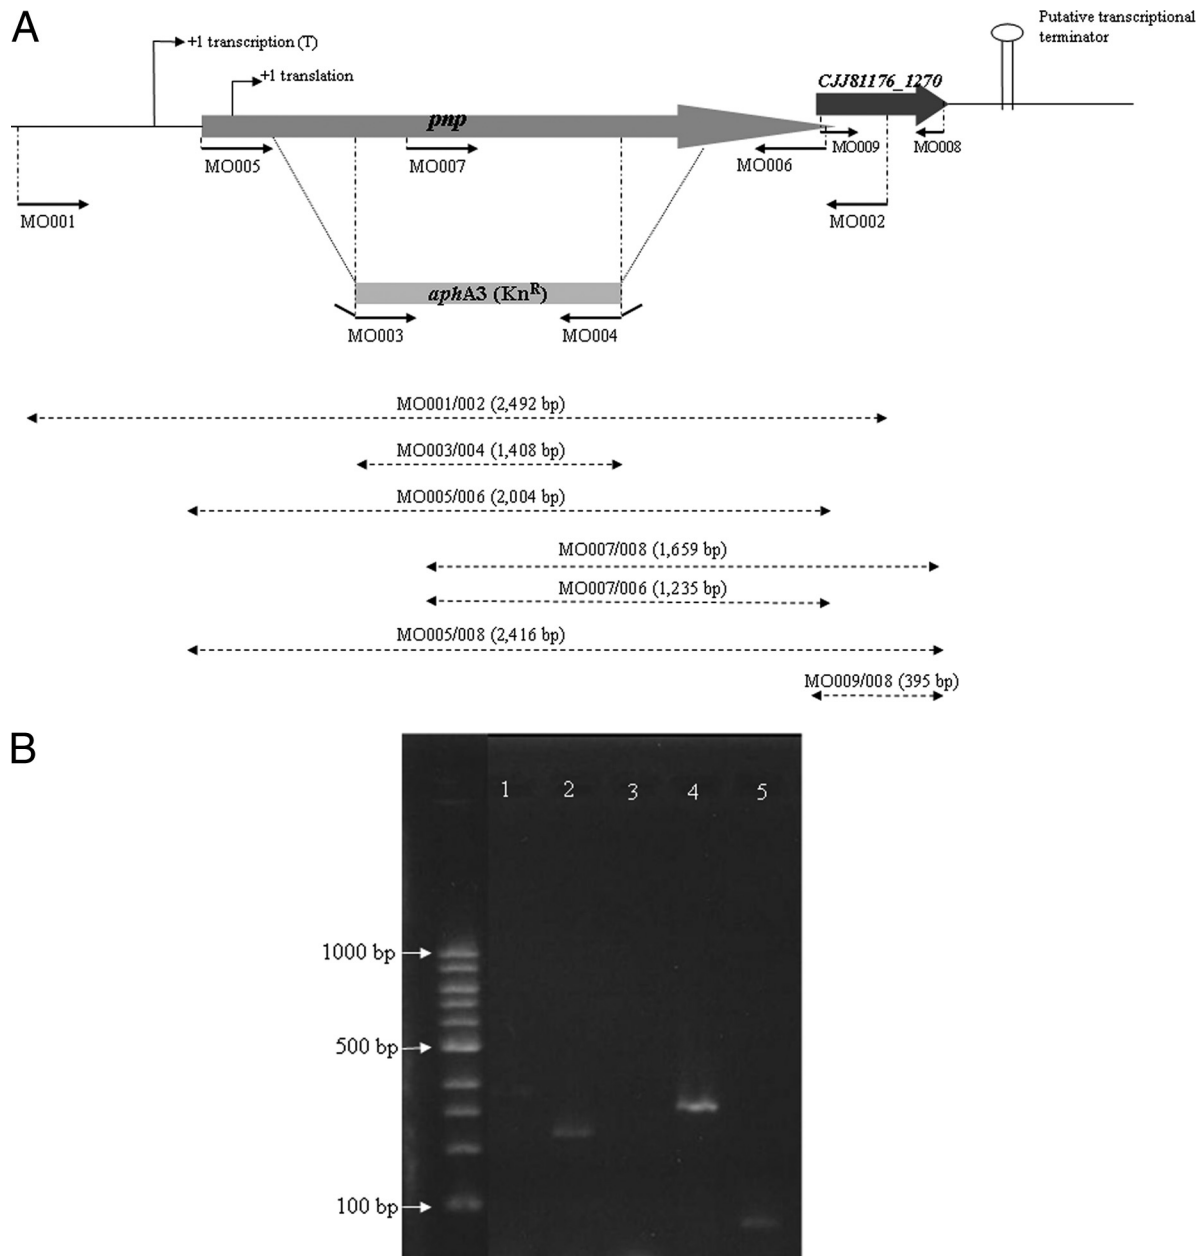 A
+1 transcription (T)
+1 translation
Putative transcriptional
terminator
CJJ81176_1270
pnp
MO005
MO007
MO006
MO009
MO008
MO001
MO002
aphA3 (Kn^R)
MO003
MO004
MO001/002 (2,492 bp)
MO003/004 (1,408 bp)
MO005/006 (2,004 bp)
MO007/008 (1,659 bp)
MO007/006 (1,235 bp)
MO005/008 (2,416 bp)
MO009/008 (395 bp)
B
1 2 3 4 5
1000 bp
500 bp
100 bp